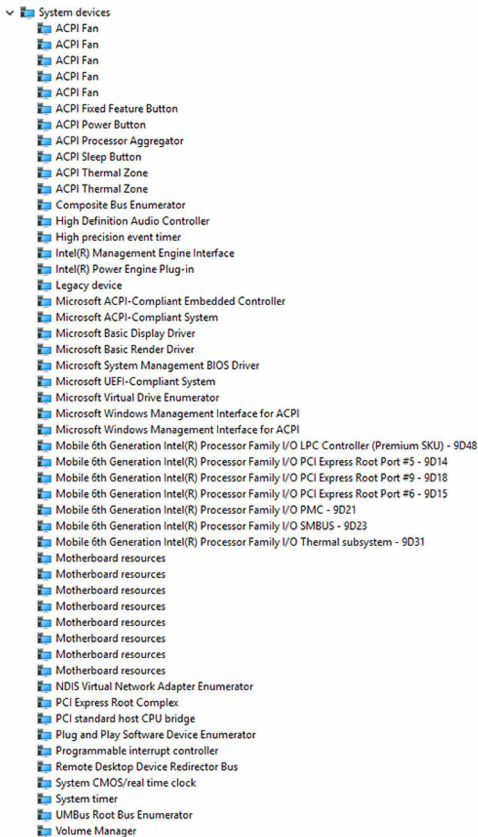 System devices
ACPI Fan
ACPI Fan
ACPI Fan
ACPI Fan
ACPI Fan
ACPI Fixed Feature Button
ACPI Power Button
ACPI Processor Aggregator
ACPI Sleep Button
ACPI Thermal Zone
ACPI Thermal Zone
Composite Bus Enumerator
High Definition Audio Controller
High precision event timer
Intel(R) Management Engine Interface
Intel(R) Power Engine Plug-in
Legacy device
Microsoft ACPI-Compliant Embedded Controller
Microsoft ACPI-Compliant System
Microsoft Basic Display Driver
Microsoft Basic Render Driver
Microsoft System Management BIOS Driver
Microsoft UEFI-Compliant System
Microsoft Virtual Drive Enumerator
Microsoft Windows Management Interface for ACPI
Microsoft Windows Management Interface for ACPI
Mobile 6th Generation Intel(R) Processor Family I/O LPC Controller (Premium SKU) - 9D48
Mobile 6th Generation Intel(R) Processor Family I/O PCI Express Root Port #5 - 9D14
Mobile 6th Generation Intel(R) Processor Family I/O PCI Express Root Port #9 - 9D18
Mobile 6th Generation Intel(R) Processor Family I/O PCI Express Root Port #6 - 9D15
Mobile 6th Generation Intel(R) Processor Family I/O PMC - 9D21
Mobile 6th Generation Intel(R) Processor Family I/O SMBUS - 9D23
Mobile 6th Generation Intel(R) Processor Family I/O Thermal subsystem - 9D31
Motherboard resources
Motherboard resources
Motherboard resources
Motherboard resources
Motherboard resources
Motherboard resources
Motherboard resources
Motherboard resources
NDIS Virtual Network Adapter Enumerator
PCI Express Root Complex
PCI standard host CPU bridge
Plug and Play Software Device Enumerator
Programmable interrupt controller
Remote Desktop Device Redirector Bus
System CMOS/real time clock
System timer
UMBus Root Bus Enumerator
Volume Manager